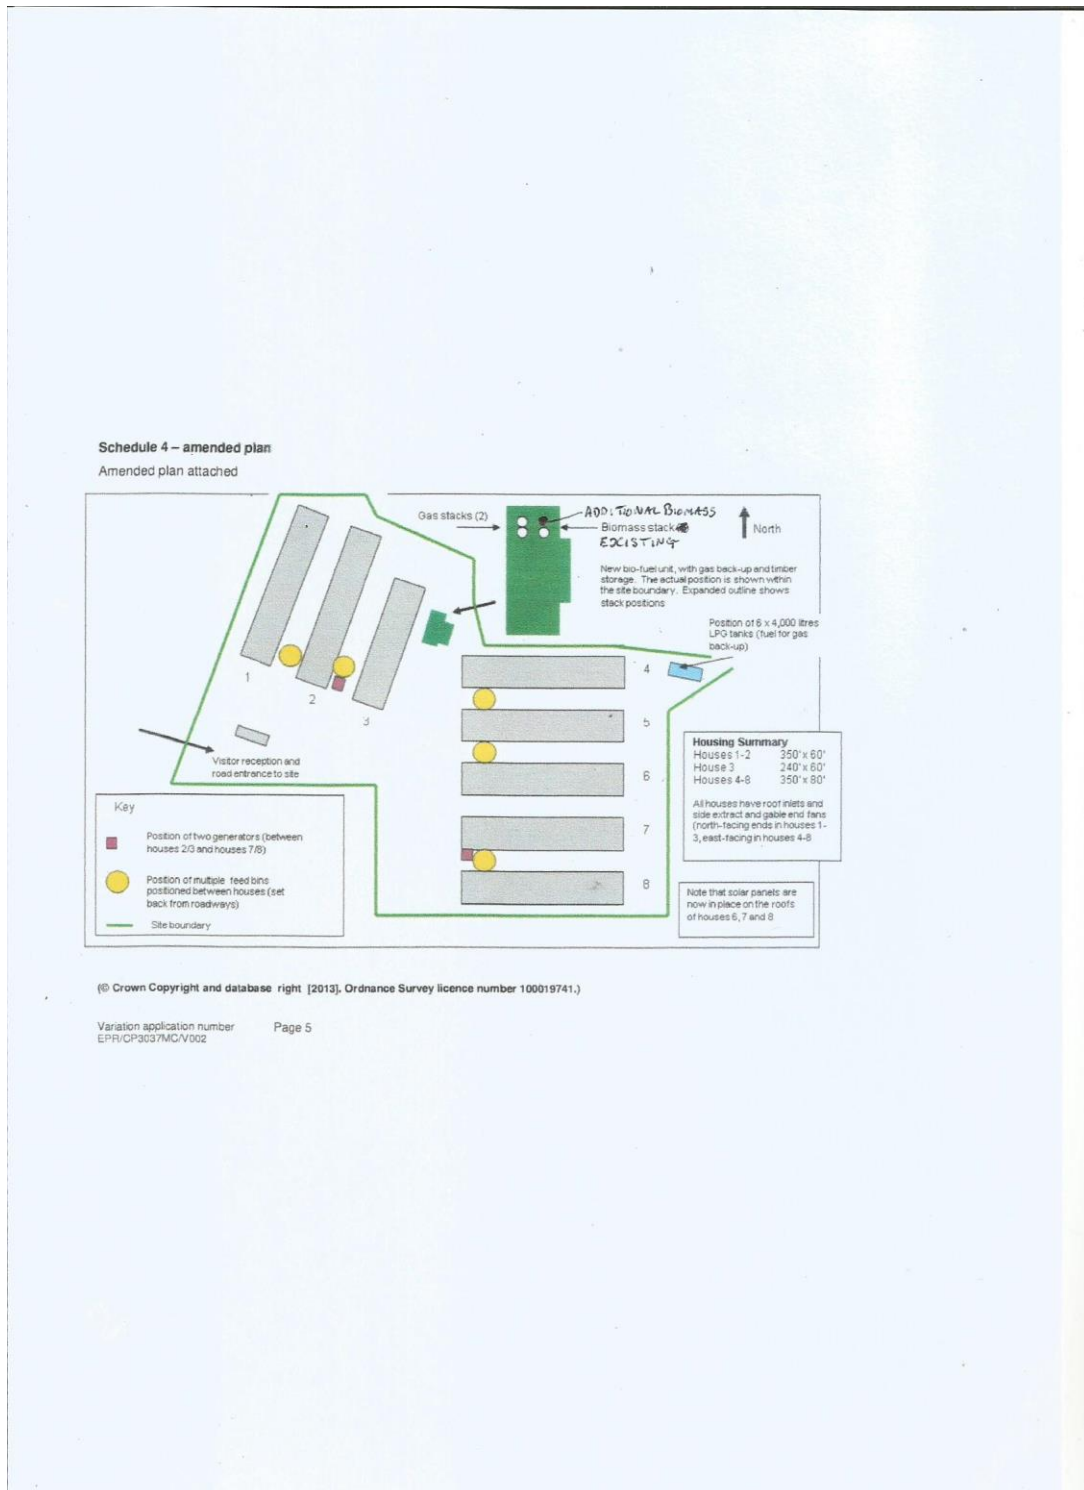 Schedule 4 – amended plan
Amended plan attached
Gas stacks (2)
ADDITIONAL BIOMASS
Biomass stack
EXISTING
North
New bio-fuel unit, with gas back-up and timber
storage. The actual position is shown within
the site boundary. Expanded outline shows
stack positions
Position of 6 x 4,000 litres
LPG tanks (fuel for gas
back-up)
1
2
3
4
5
6
7
8
Visitor reception and
road entrance to site
Housing Summary
Houses 1-2 350'x 60'
House 3 240'x 60'
Houses 4-8 350'x 80'
All houses have roof inlets and
side extract and gable end fans
(north-facing ends in houses 1-
3, east-facing in houses 4-8
Key
Position of two generators (between
houses 2/3 and houses 7/8)
Position of multiple feed bins
positioned between houses (set
back from roadways)
Site boundary
Note that solar panels are
now in place on the roofs
of houses 6,7 and 8
(© Crown Copyright and database right [2013]. Ordnance Survey licence number 100019741.)
Variation application number
EPR/CP3037MC/V002
Page 5